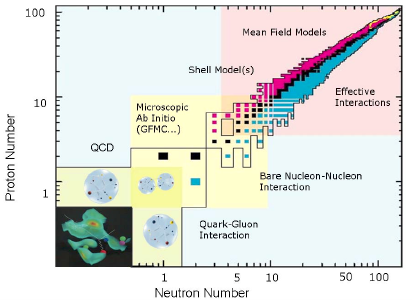 100
Mean Field Models
Shell Model(s)
10
Microscopic
Ab Initio
(GFMC...)
Effective
Interactions
QCD
Bare Nucleon-Nucleon
Interaction
1
Quark-Gluon
Interaction
Proton Number
1
5
10
50
100
Neutron Number